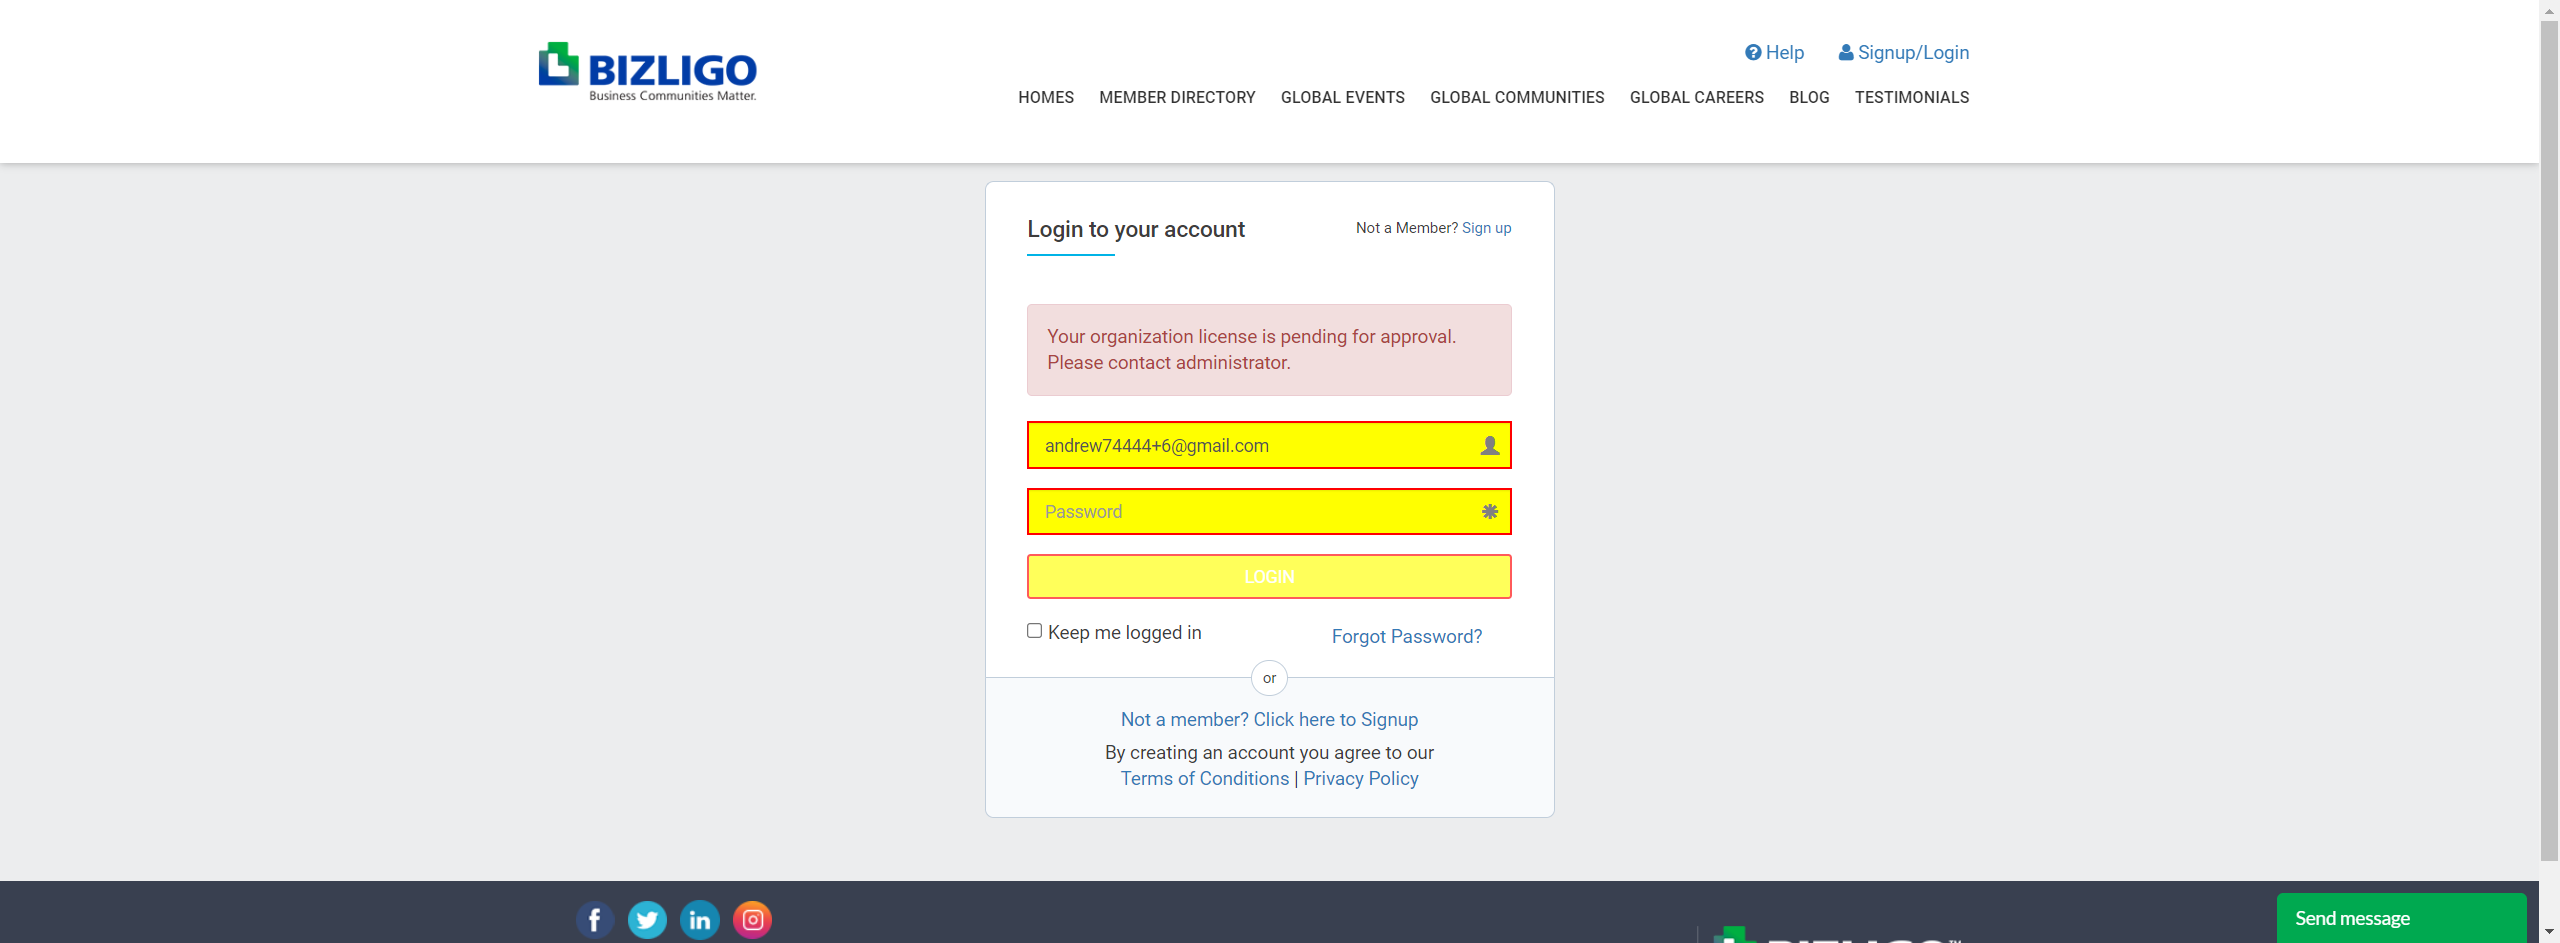 BIZLIGO
Business Communities Matter.
Help
Signup/Login
HOMES
MEMBER DIRECTORY
GLOBAL EVENTS
GLOBAL COMMUNITIES
GLOBAL CAREERS
BLOG
TESTIMONIALS
Login to your account
Not a Member? Sign up
Your organization license is pending for approval.
Please contact administrator.
andrew74444+6@gmail.com
Password
LOGIN
Keep me logged in
Forgot Password?
or
Not a member? Click here to Signup
By creating an account you agree to our
Terms of Conditions | Privacy Policy
Send message